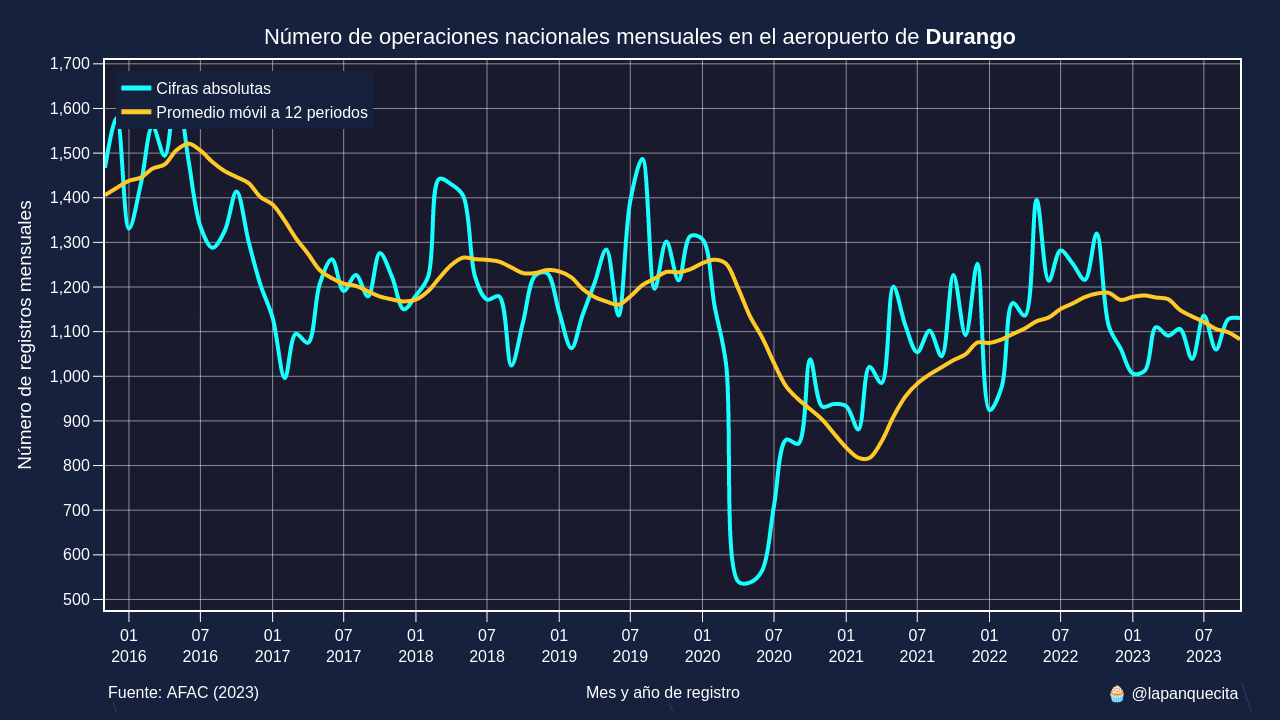 Número de operaciones nacionales mensuales en el aeropuerto de Durango
Número de registros mensuales
1,700
1,600
1,500
1,400
1,300
1,200
1,100
1,000
900
800
700
600
500
Cifras absolutas
Promedio móvil a 12 periodos
01 07 01 07 01 07 01 07 01 07 01 07 01 07 01 07
2016 2016 2017 2017 2018 2018 2019 2019 2020 2020 2021 2021 2022 2022 2023 2023
Fuente: AFAC (2023) Mes y año de registro 🧁 @lapanquecita